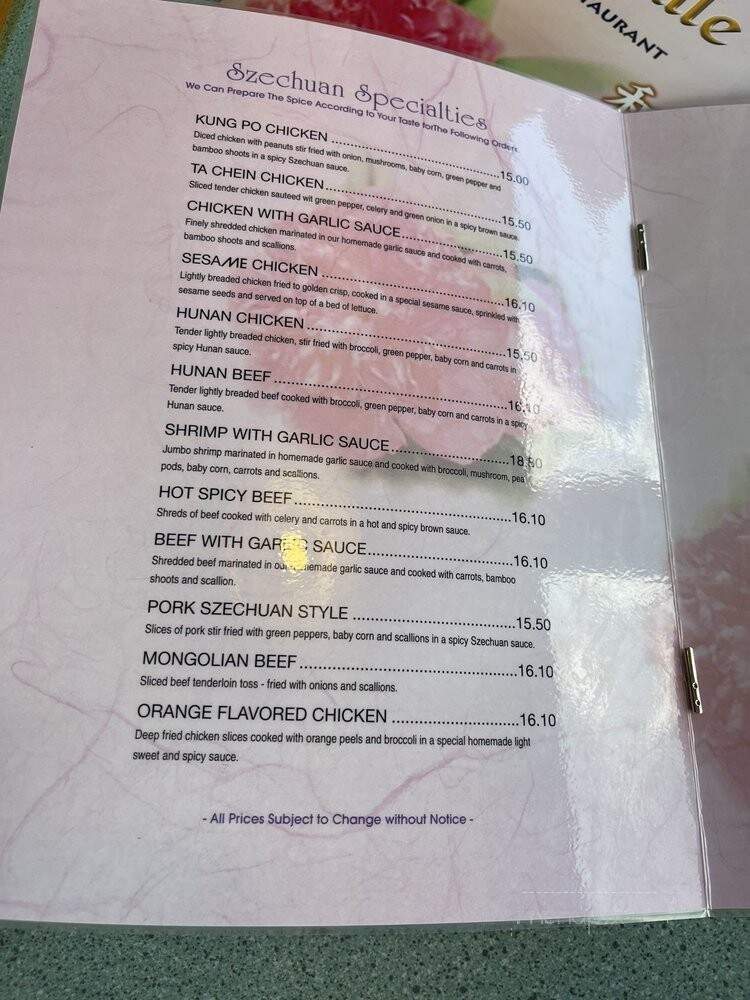 URANT
禾
Szechuan Specialties
We Can Prepare The Spice According to Your Taste forThe Following Orders
KUNG PO CHICKEN ...15.00
Diced chicken with peanuts stir fried with onion, mushrooms, baby corn, green pepper and
bamboo shoots in a spicy Szechuan sauce.
TA CHEIN CHICKEN...15.50
Sliced tender chicken sauteed wit green pepper, celery and green onion in a spicy brown sauce.
CHICKEN WITH GARLIC SAUCE...15.50
Finely shredded chicken marinated in our homemade garlic sauce and cooked with carrots,
bamboo shoots and scallions.
SESAME CHICKEN ...16.10
Lightly breaded chicken fried to golden crisp, cooked in a special sesame sauce, sprinkled with
sesame seeds and served on top of a bed of lettuce.
HUNAN CHICKEN ...15.50
Tender lightly breaded chicken, stir fried with broccoli, green pepper, baby corn and carrots in
spicy Hunan sauce.
HUNAN BEEF ...16.10
Tender lightly breaded beef cooked with broccoli, green pepper, baby corn and carrots in a spicy
Hunan sauce.
SHRIMP WITH GARLIC SAUCE ...18.80
Jumbo shrimp marinated in homemade garlic sauce and cooked with broccoli, mushroom, pea
pods, baby corn, carrots and scallions.
HOT SPICY BEEF ...16.10
Shreds of beef cooked with celery and carrots in a hot and spicy brown sauce.
BEEF WITH GARLIC SAUCE...16.10
Shredded beef marinated in our homemade garlic sauce and cooked with carrots, bamboo
shoots and scallion.
PORK SZECHUAN STYLE ...15.50
Slices of pork stir fried with green peppers, baby corn and scallions in a spicy Szechuan sauce.
MONGOLIAN BEEF ...16.10
Sliced beef tenderloin toss - fried with onions and scallions.
ORANGE FLAVORED CHICKEN ...16.10
Deep fried chicken slices cooked with orange peels and broccoli in a special homemade light
sweet and spicy sauce.
- All Prices Subject to Change without Notice -